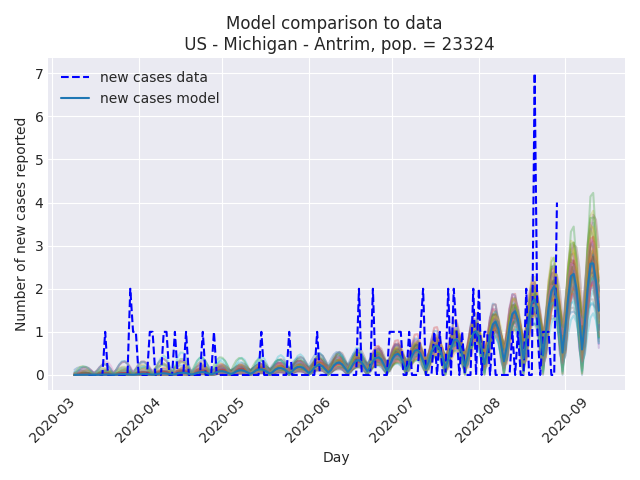 Model comparison to data
US - Michigan - Antrim, pop. = 23324
new cases data
new cases model
Number of new cases reported
7
6
5
4
3
2
1
0
2020-03
2020-04
2020-05
2020-06
2020-07
2020-08
2020-09
Day